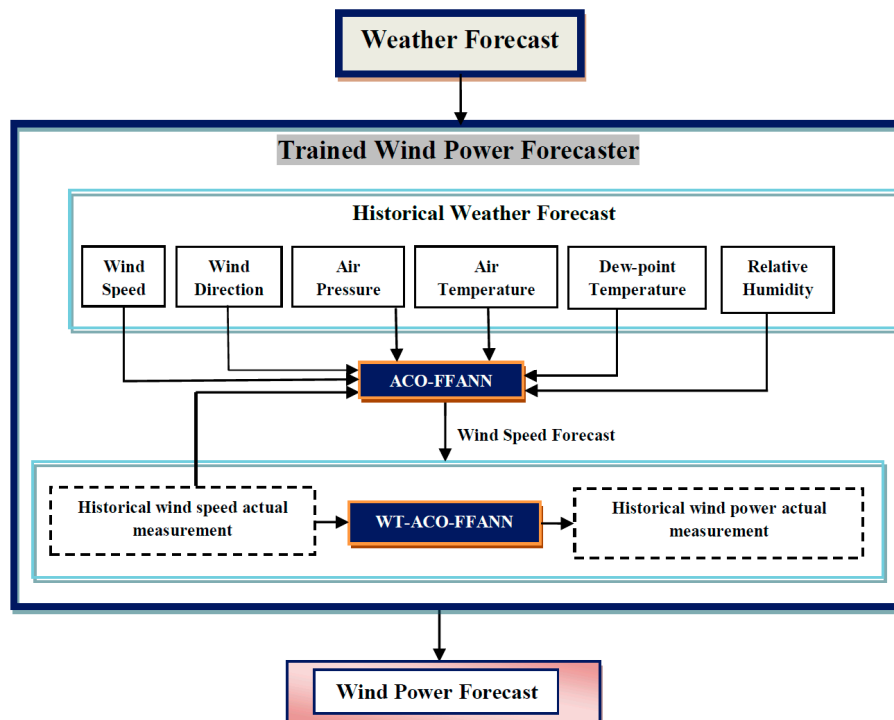 Weather Forecast
Trained Wind Power Forecaster
Historical Weather Forecast
Wind
Speed
Wind
Direction
Air
Pressure
Air
Temperature
Dew-point
Temperature
Relative
Humidity
ACO-FFANN
Wind Speed Forecast
Historical wind speed actual
measurement
WT-ACO-FFANN
Historical wind power actual
measurement
Wind Power Forecast